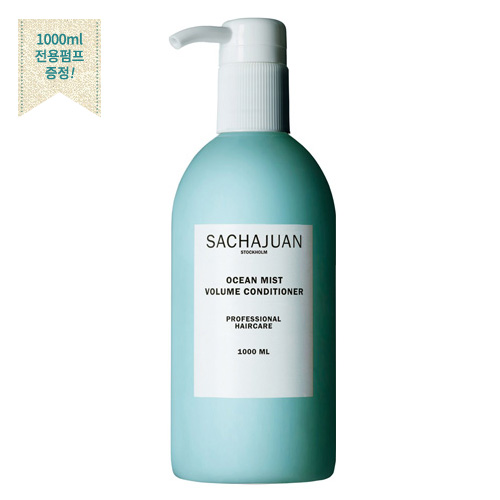 1000ml
전용펌프
증정!
SACHAJUAN
STOCKHOLM
OCEAN MIST
VOLUME CONDITIONER
PROFESSIONAL
HAIRCARE
1000 ML